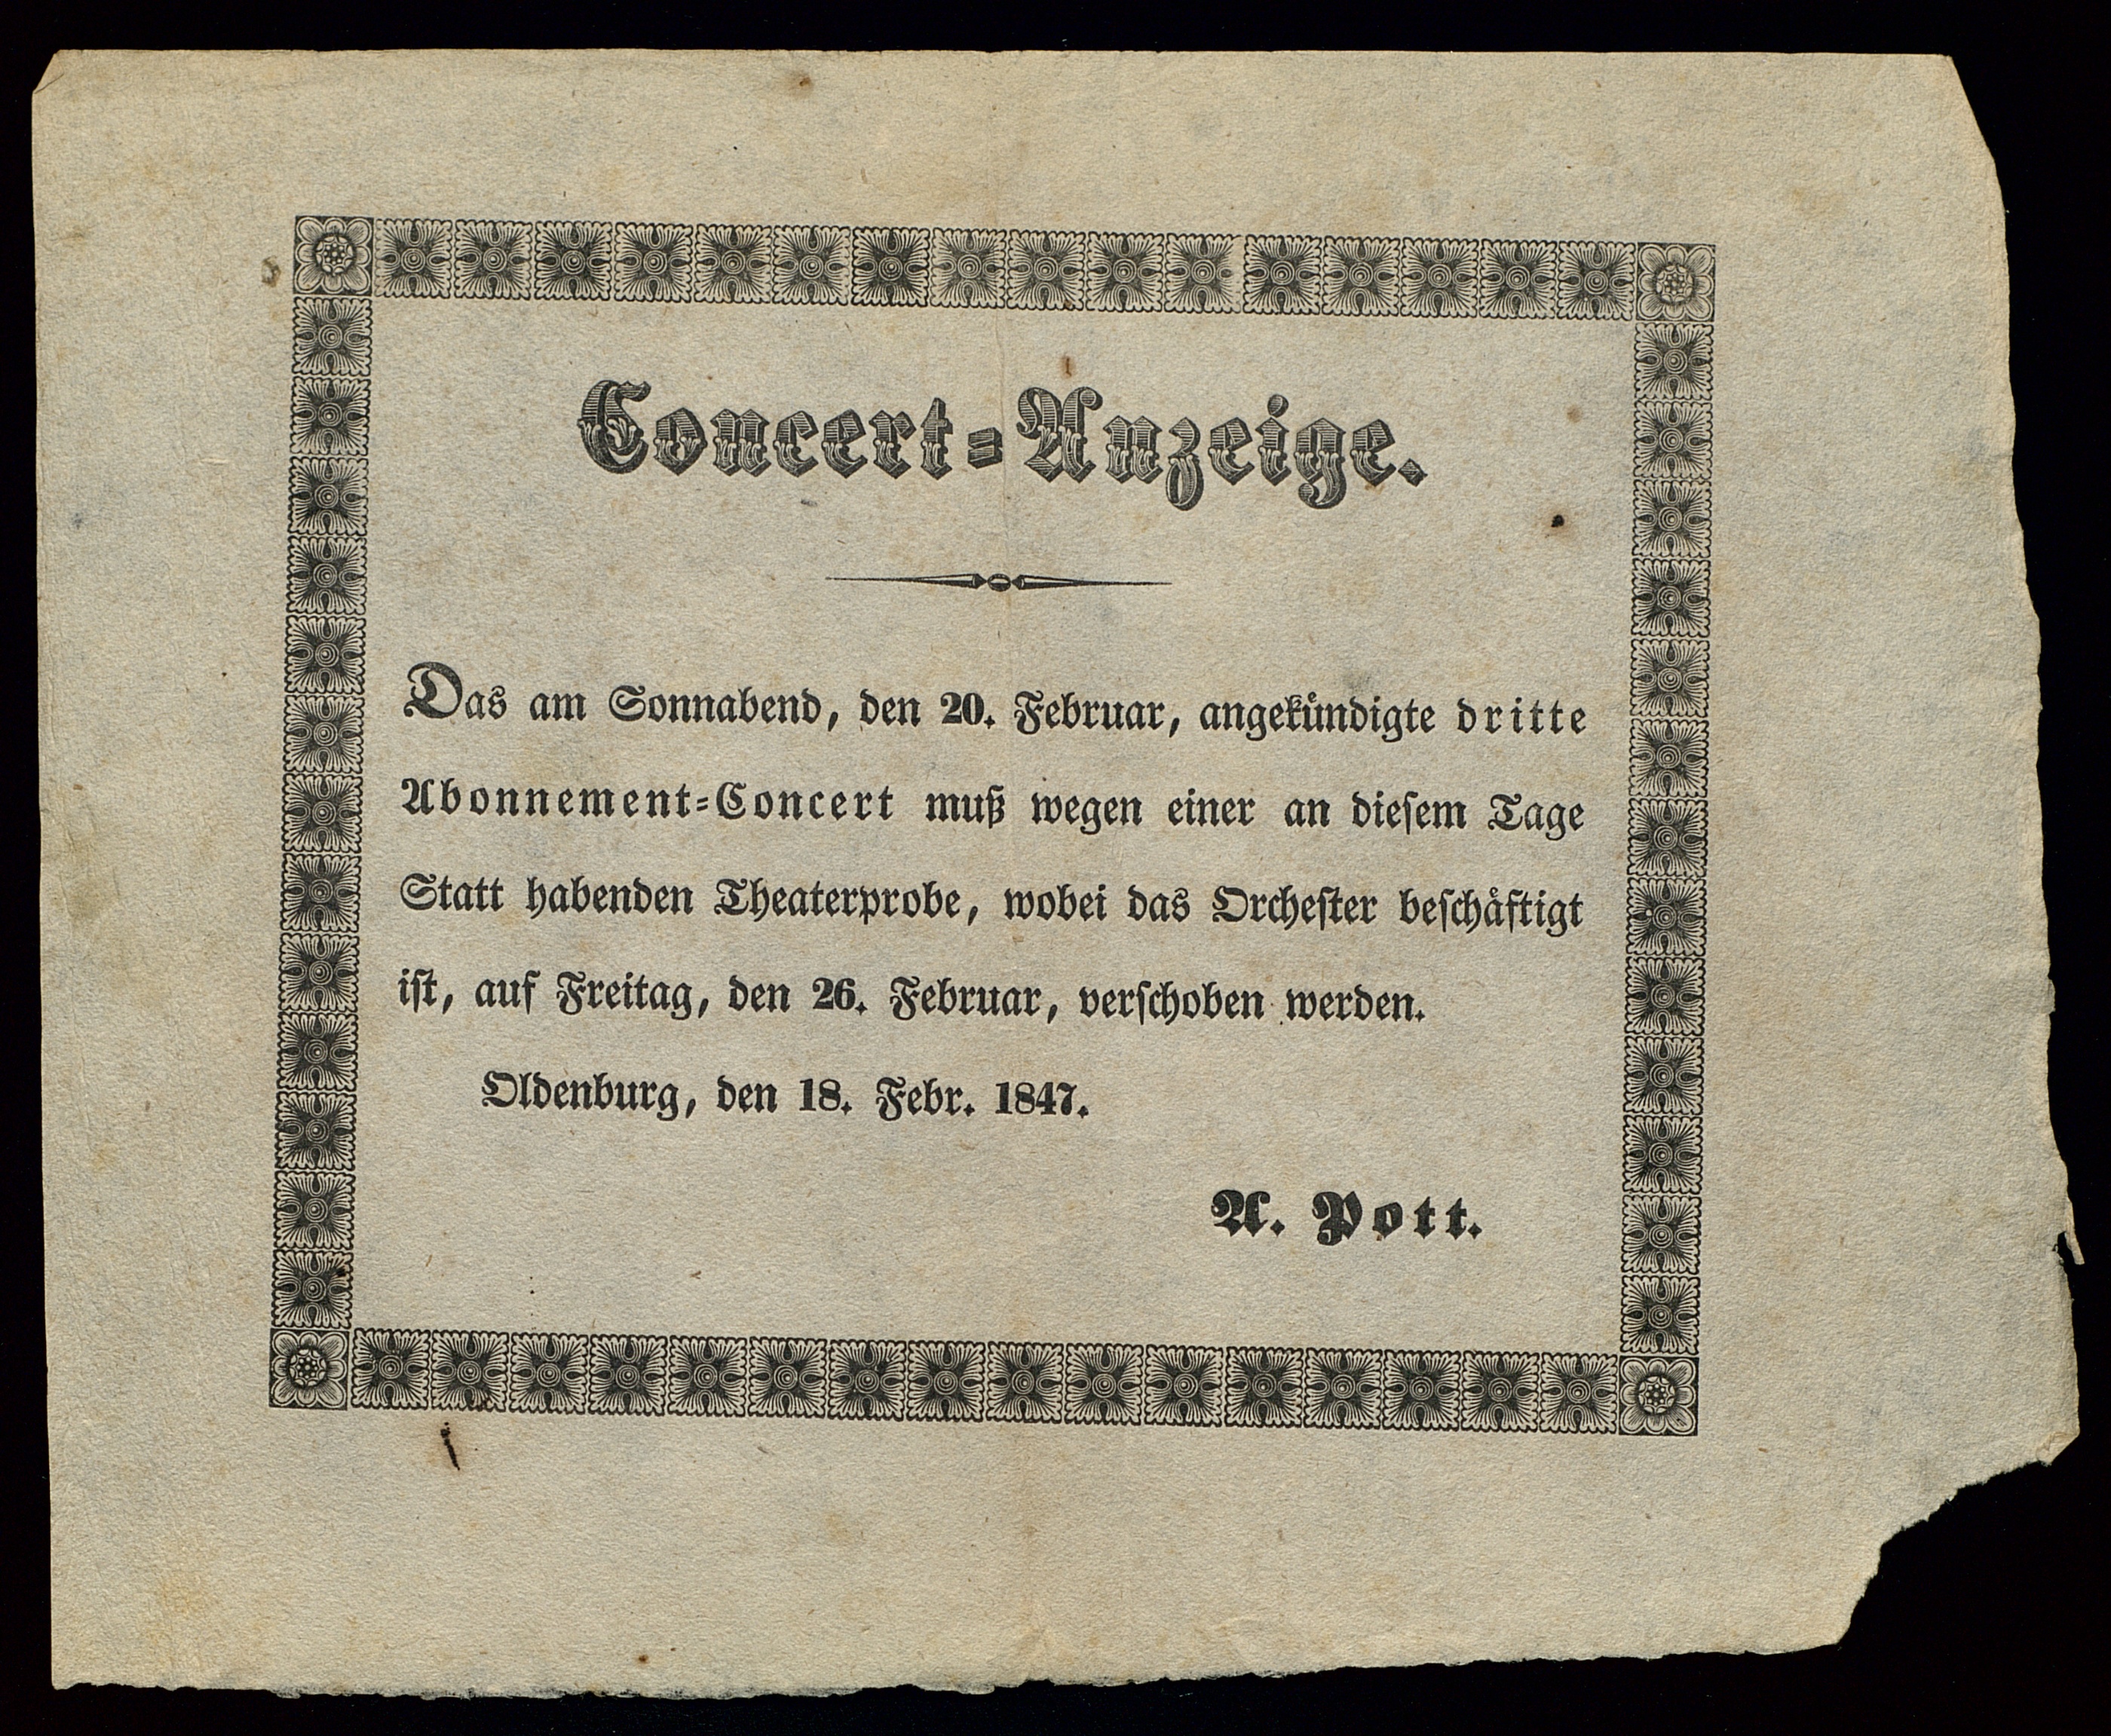 Concert=Anzeige.
Das am Sonnabend, den 20. Februar, angekündigte dritte
Abonnement=Concert muß wegen einer an dieſem Tage
Statt habenden Theaterprobe, wobei das Orcheſter beſchäftigt
iſt, auf Freitag, den 26. Februar, verſchoben werden.
Oldenburg, den 18. Febr. 1847.
A. Pott.